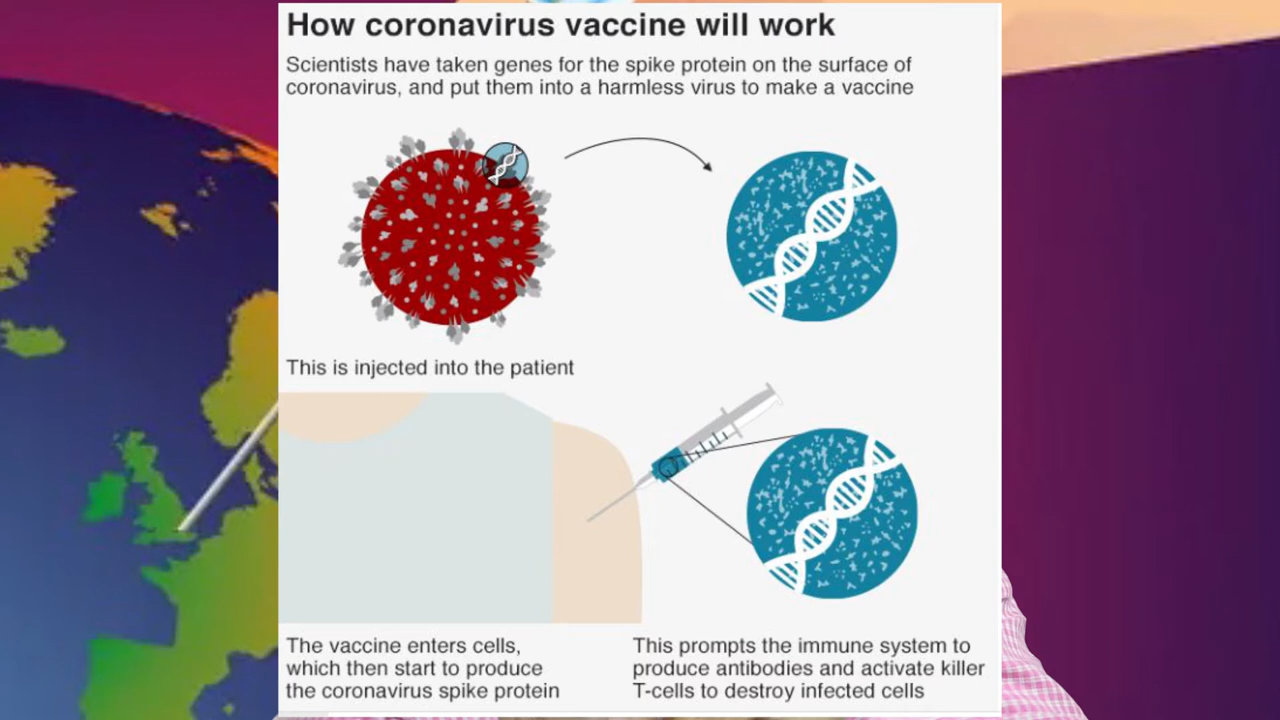 How coronavirus vaccine will work
Scientists have taken genes for the spike protein on the surface of
coronavirus, and put them into a harmless virus to make a vaccine
This is injected into the patient
The vaccine enters cells,
which then start to produce
the coronavirus spike protein
This prompts the immune system to
produce antibodies and activate killer
T-cells to destroy infected cells